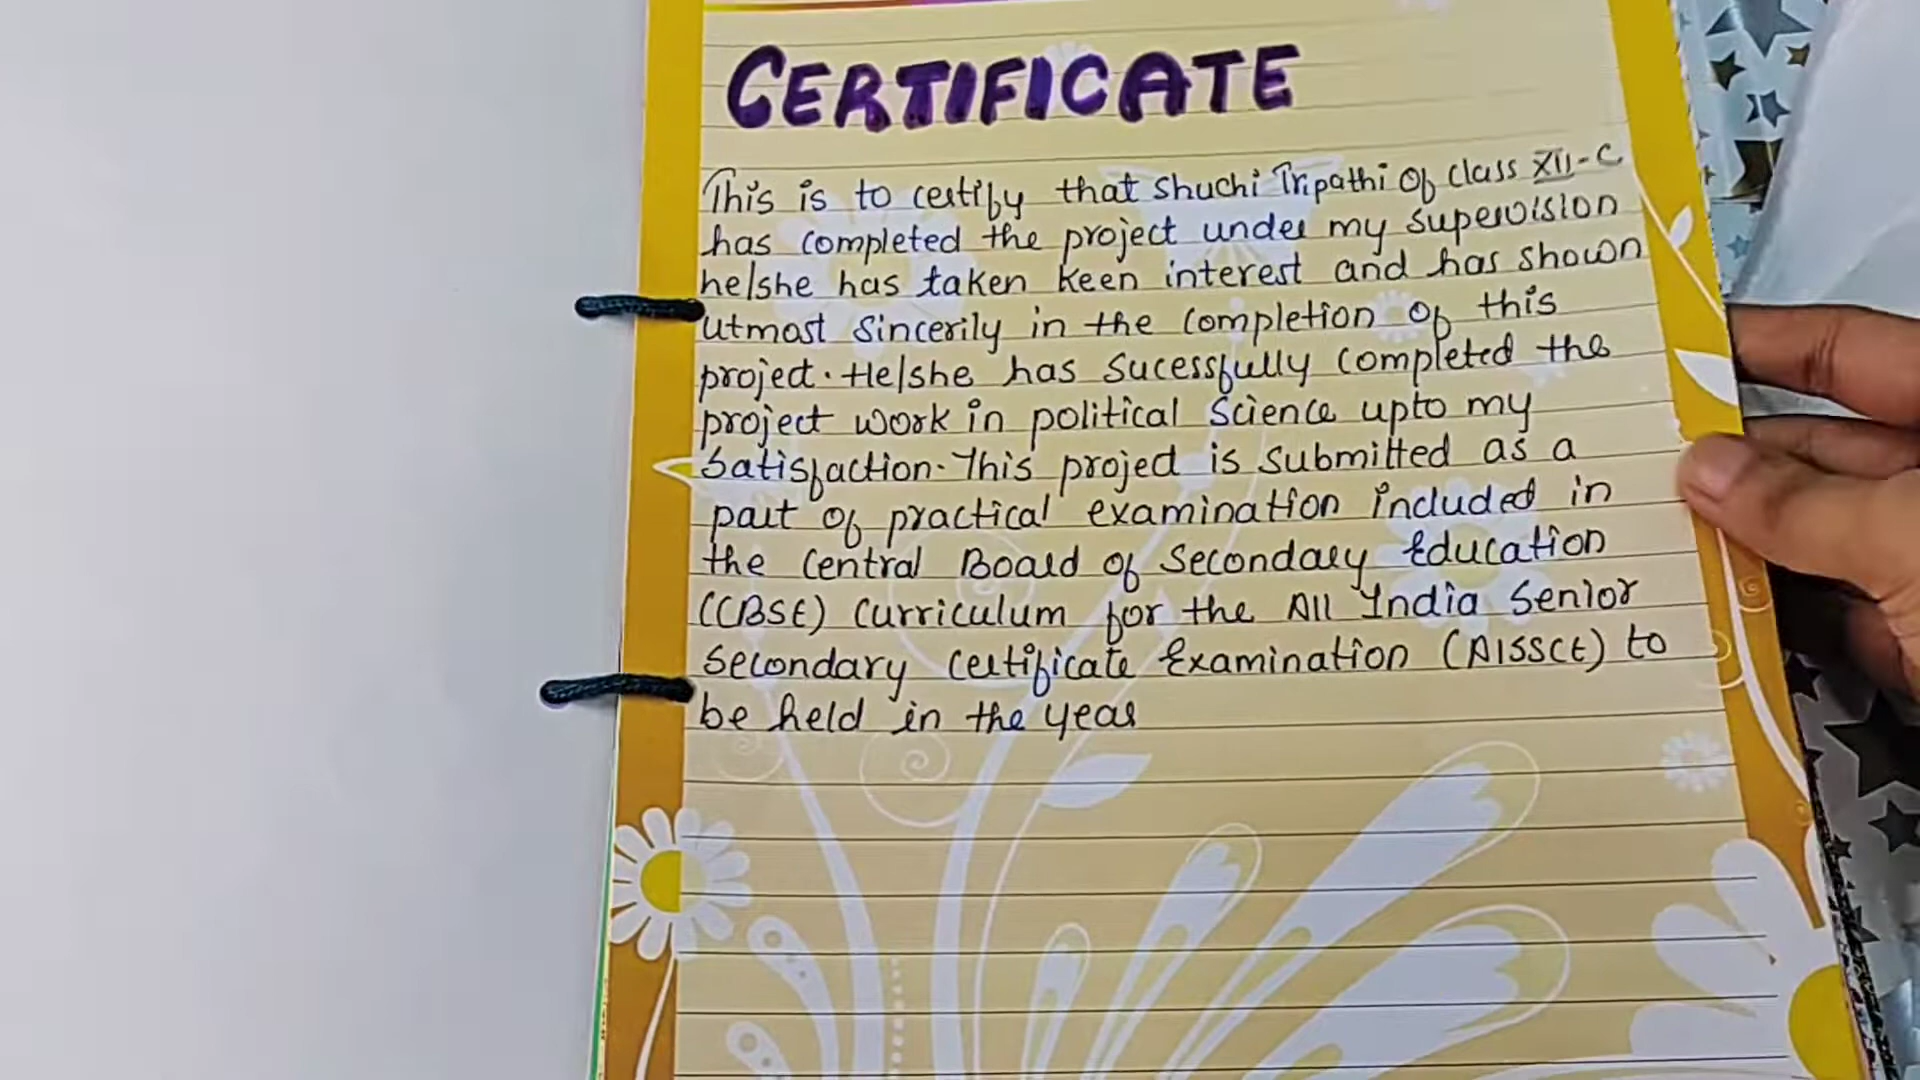 CERTIFICATE
This is to certify that Shuchi Tripathi of class XII-C
has completed the project under my supervision
he/she has taken keen interest and has shown
utmost sincerily in the completion of this
project. He/she has sucessfully completed the
project work in political Science upto my
satisfaction. This projed is submitted as a
part of practical examination included in
the Central Board of Secondary Education
(CBSE) Curriculum for the All India Senior
Secondary Certificate Examination (AISSCE) to
be held in the year